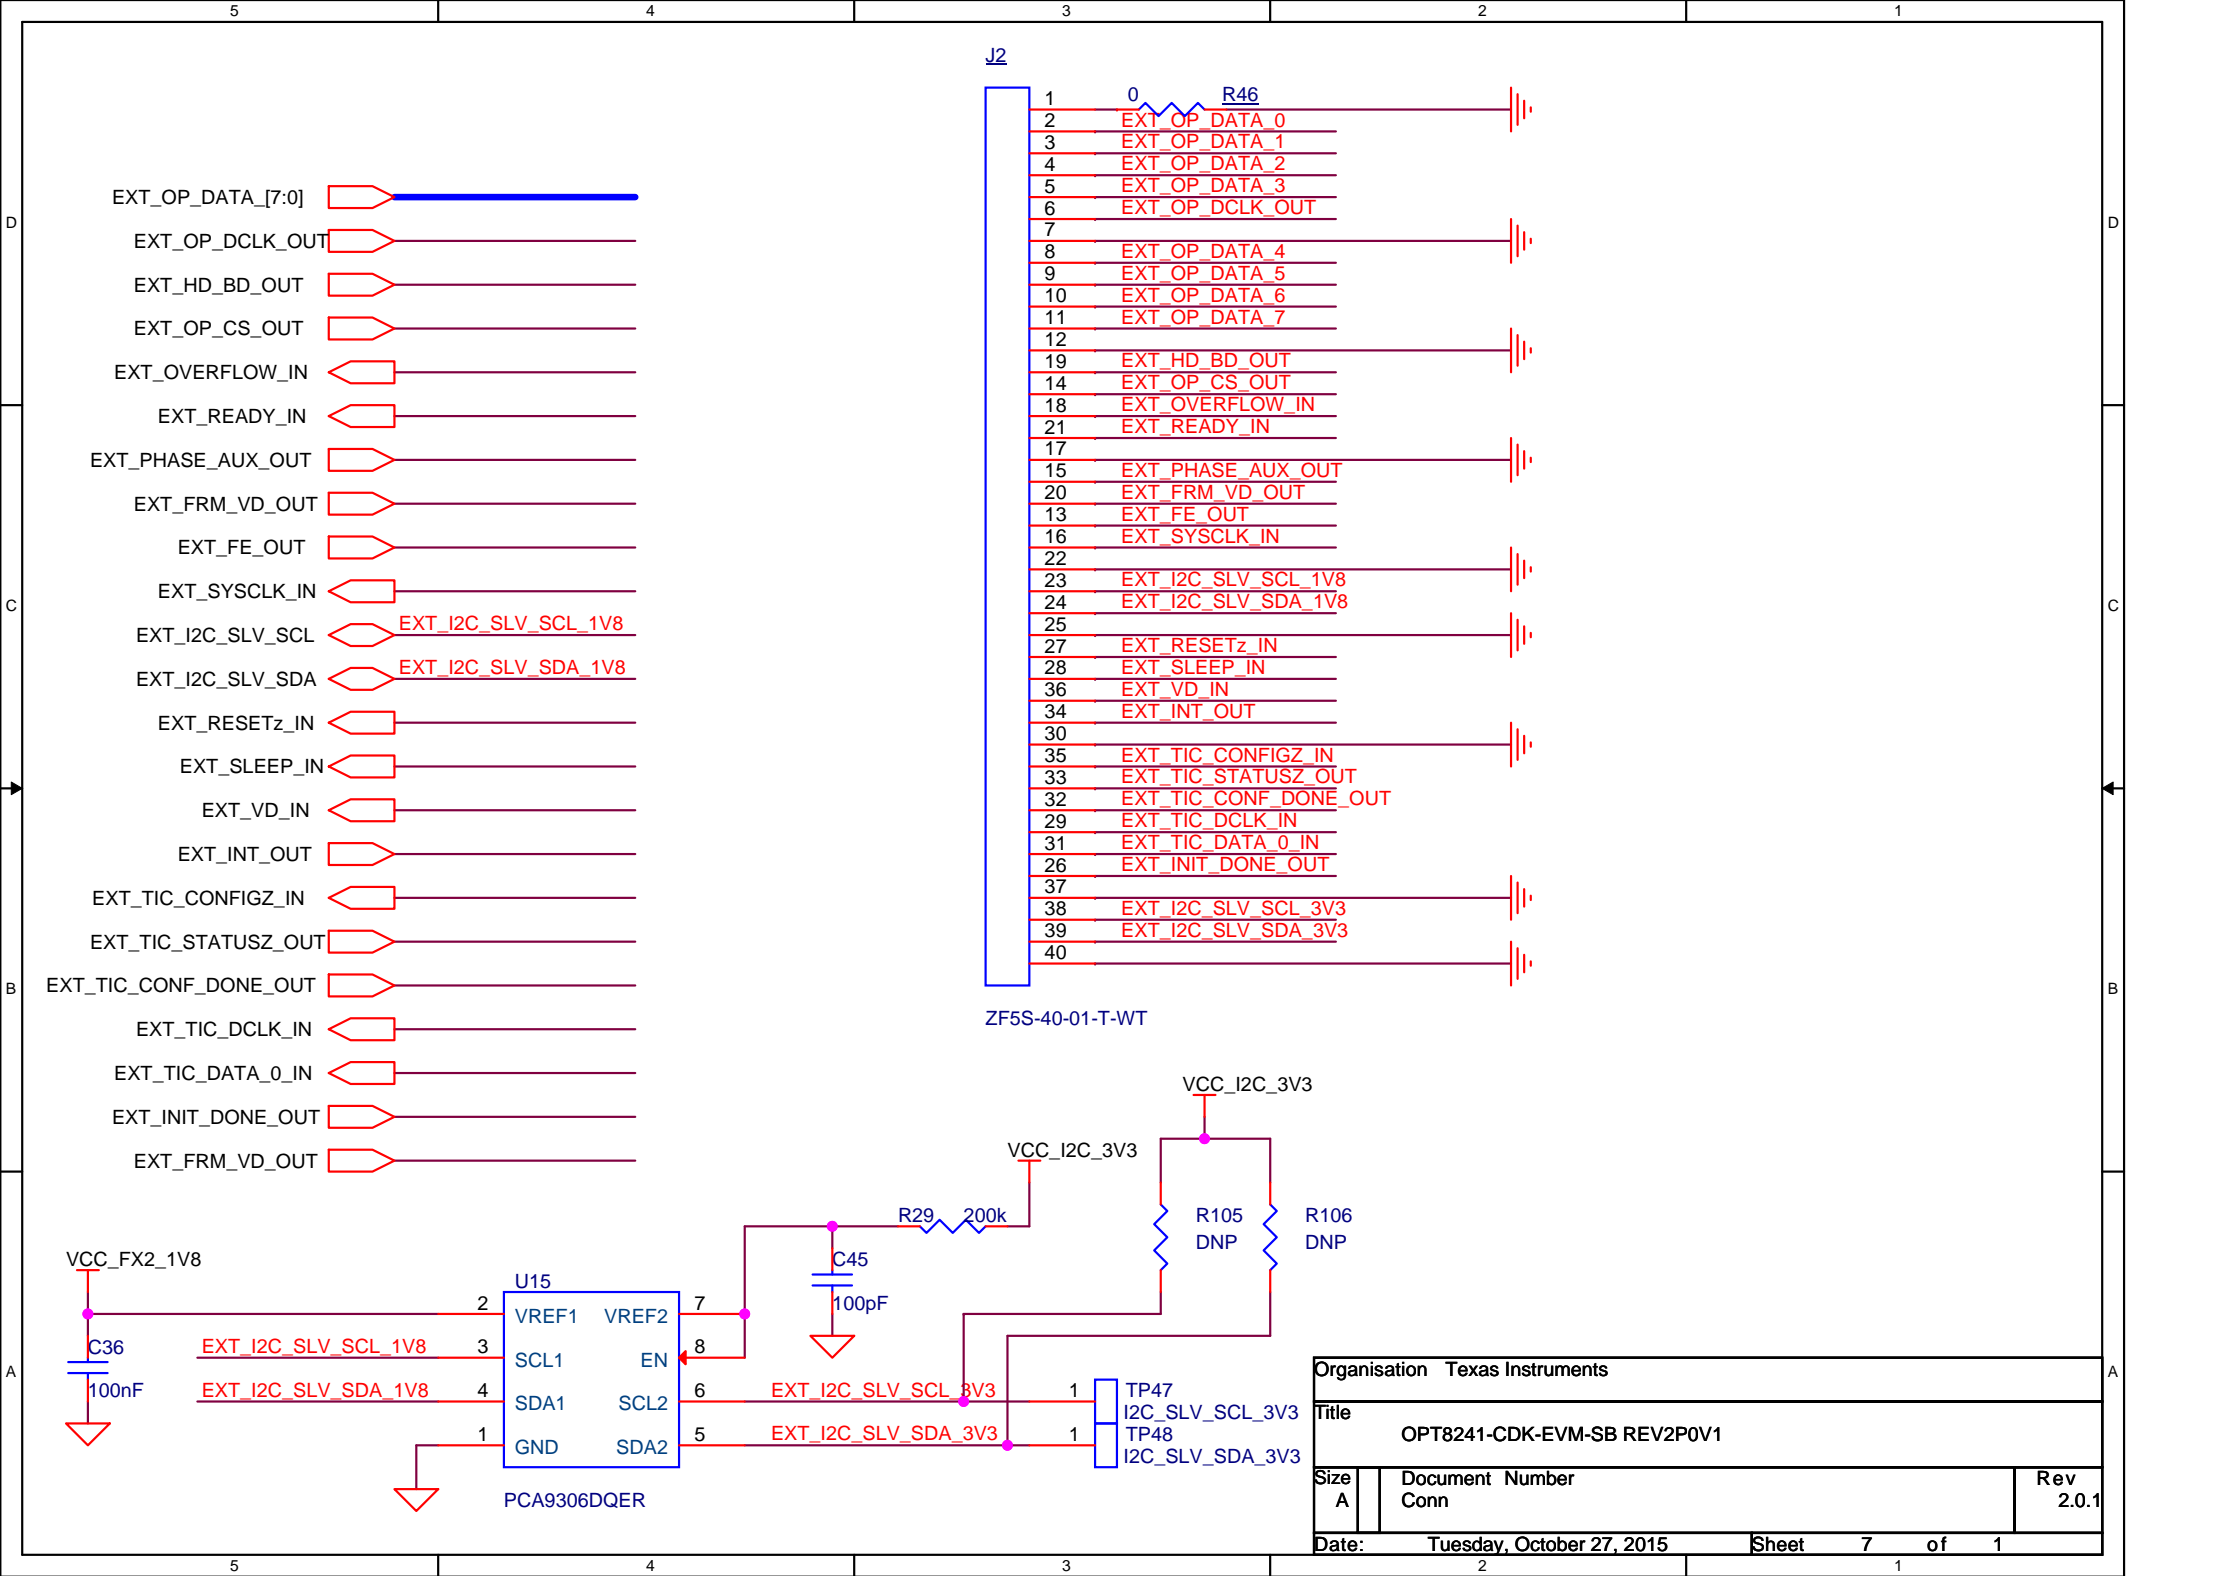 5 4 3 2 1
J2
1 0 R46
2 EXT_OP_DATA_0
3 EXT_OP_DATA_1
4 EXT_OP_DATA_2
5 EXT_OP_DATA_3
6 EXT_OP_DCLK_OUT
7
8 EXT_OP_DATA_4
9 EXT_OP_DATA_5
10 EXT_OP_DATA_6
11 EXT_OP_DATA_7
12
19 EXT_HD_BD_OUT
14 EXT_OP_CS_OUT
18 EXT_OVERFLOW_IN
21 EXT_READY_IN
17
15 EXT_PHASE_AUX_OUT
20 EXT_FRM_VD_OUT
13 EXT_FE_OUT
16 EXT_SYSCLK_IN
22
23 EXT_I2C_SLV_SCL_1V8
24 EXT_I2C_SLV_SDA_1V8
25
27 EXT_RESETz_IN
28 EXT_SLEEP_IN
36 EXT_VD_IN
34 EXT_INT_OUT
30
35 EXT_TIC_CONFIGZ_IN
33 EXT_TIC_STATUSZ_OUT
32 EXT_TIC_CONF_DONE_OUT
29 EXT_TIC_DCLK_IN
31 EXT_TIC_DATA_0_IN
26 EXT_INIT_DONE_OUT
37
38 EXT_I2C_SLV_SCL_3V3
39 EXT_I2C_SLV_SDA_3V3
40
ZF5S-40-01-T-WT
EXT_OP_DATA_[7:0]
EXT_OP_DCLK_OUT
EXT_HD_BD_OUT
EXT_OP_CS_OUT
EXT_OVERFLOW_IN
EXT_READY_IN
EXT_PHASE_AUX_OUT
EXT_FRM_VD_OUT
EXT_FE_OUT
EXT_SYSCLK_IN
EXT_I2C_SLV_SCL EXT_I2C_SLV_SCL_1V8
EXT_I2C_SLV_SDA EXT_I2C_SLV_SDA_1V8
EXT_RESETz_IN
EXT_SLEEP_IN
EXT_VD_IN
EXT_INT_OUT
EXT_TIC_CONFIGZ_IN
EXT_TIC_STATUSZ_OUT
EXT_TIC_CONF_DONE_OUT
EXT_TIC_DCLK_IN
EXT_TIC_DATA_0_IN
EXT_INIT_DONE_OUT
EXT_FRM_VD_OUT
D D
C C
B B
A A
VCC_I2C_3V3
VCC_I2C_3V3
R29 200k
R105 R106
DNP DNP
C45
100pF
VCC_FX2_1V8
C36
100nF
U15
2 VREF1 VREF2 7
EXT_I2C_SLV_SCL_1V8 3 SCL1 EN 8
EXT_I2C_SLV_SDA_1V8 4 SDA1 SCL2 6 EXT_I2C_SLV_SCL_3V3 1 TP47
I2C_SLV_SCL_3V3
1 GND SDA2 5 EXT_I2C_SLV_SDA_3V3 1 TP48
I2C_SLV_SDA_3V3
PCA9306DQER
Organisation Texas Instruments
Title
OPT8241-CDK-EVM-SB REV2P0V1
Size Document Number Rev
A Conn 2.0.1
Date: Tuesday, October 27, 2015 Sheet 7 of 1
5 4 3 2 1